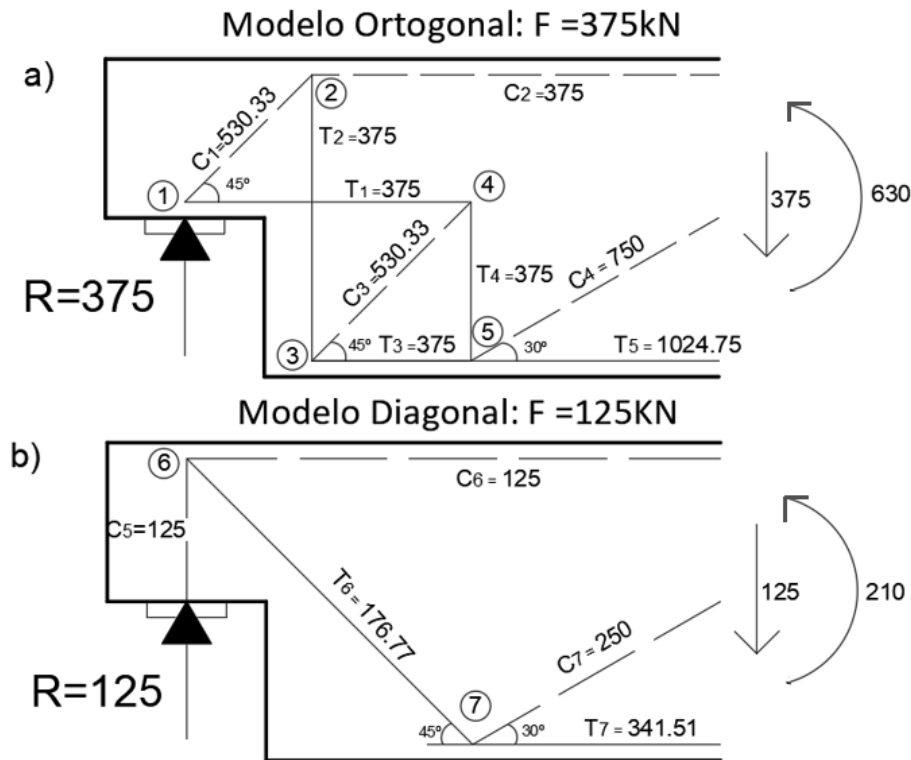 Modelo Ortogonal: F =375kN
a)
2
C2 =375
C1=530.33
T2 = 375
1
45º
T1 = 375
4
375
630
R=375
C3=530.33
T4 = 375
C4 = 750
5
3
45º
T3 = 375
30º
T5 = 1024.75
Modelo Diagonal: F =125KN
b)
6
C6 = 125
C5=125
T6 = 176.77
125
210
R=125
C7 = 250
7
45º
30º
T7 = 341.51